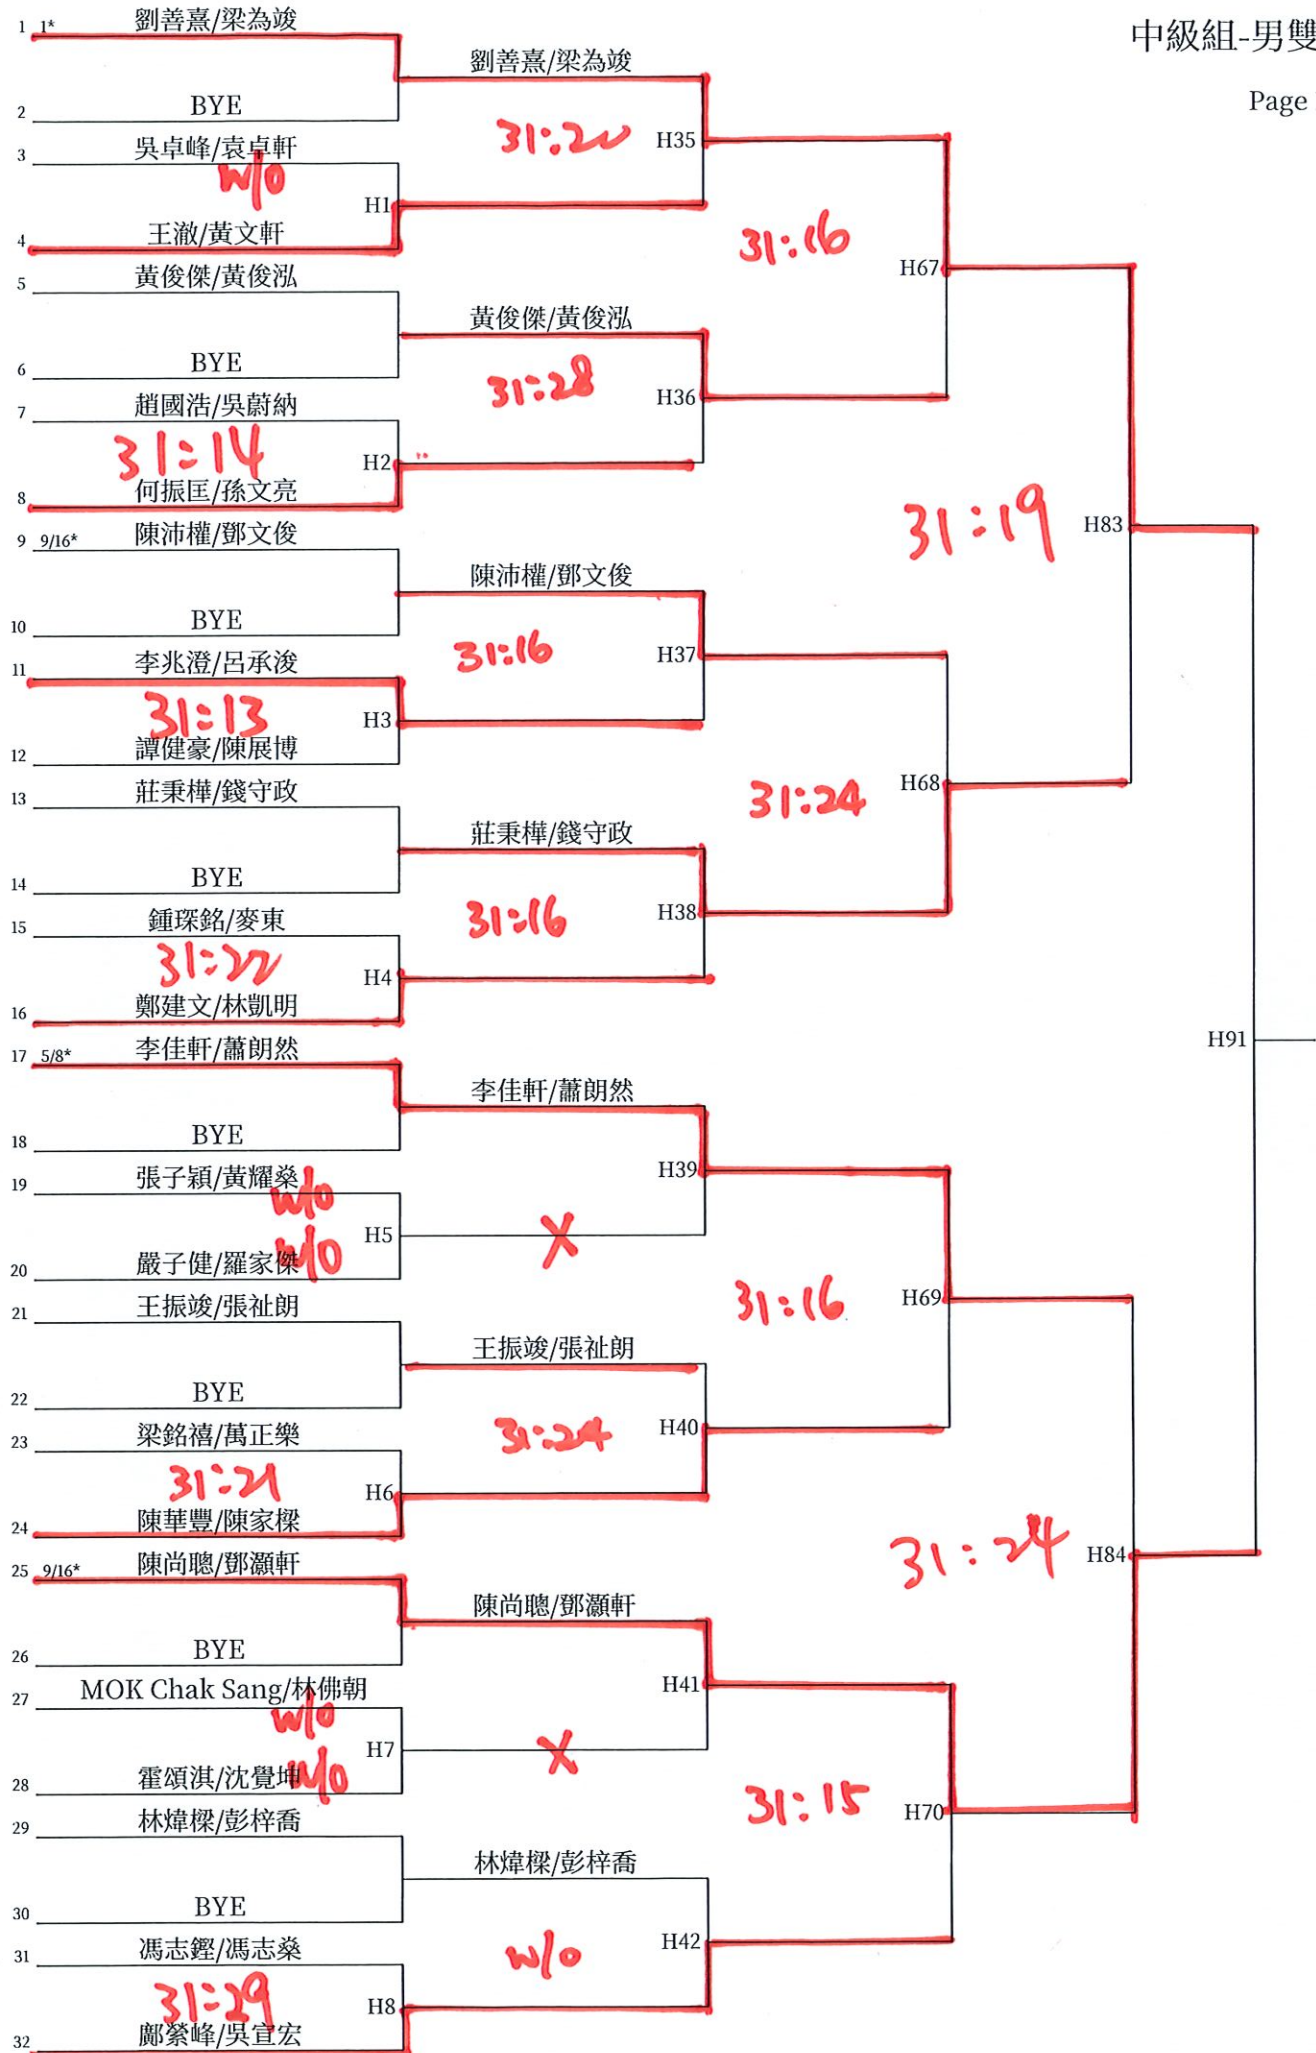 中級組-男雙
Page
1 1* 劉善熹/梁為竣
劉善熹/梁為竣
2 BYE
31:20 H35
3 吳卓峰/袁卓軒
w/o
H1
4 王澈/黃文軒
31:16
H67
5 黃俊傑/黃俊泓
黃俊傑/黃俊泓
6 BYE
31:28 H36
7 趙國浩/吳蔚納
31:14 H2
8 何振匡/孫文亮
31:19 H83
9 9/16* 陳沛權/鄧文俊
陳沛權/鄧文俊
10 BYE
31:16 H37
11 李兆澄/呂承浚
31:13 H3
12 譚健豪/陳展博
31:24 H68
13 莊秉樺/錢守政
莊秉樺/錢守政
14 BYE
31:16 H38
15 鍾琛銘/麥東
31:22 H4
16 鄭建文/林凱明
H91
17 5/8* 李佳軒/蕭朗然
李佳軒/蕭朗然
18 BYE
H39
19 張子穎/黃耀燊
w/o
H5 X
w/o
20 嚴子健/羅家傑
31:16 H69
21 王振竣/張祉朗
王振竣/張祉朗
22 BYE
31:24 H40
23 梁銘禧/萬正樂
31:21 H6
24 陳華豐/陳家樑
31:24 H84
25 9/16* 陳尚聰/鄧灝軒
陳尚聰/鄧灝軒
26 BYE
H41
27 MOK Chak Sang/林佛朝
w/o
H7 X
w/o
28 霍頌淇/沈覺坤
31:15 H70
29 林煒樑/彭梓喬
林煒樑/彭梓喬
30 BYE
w/o H42
31 馮志鏗/馮志燊
31:29 H8
32 鄺縈峰/吳宣宏